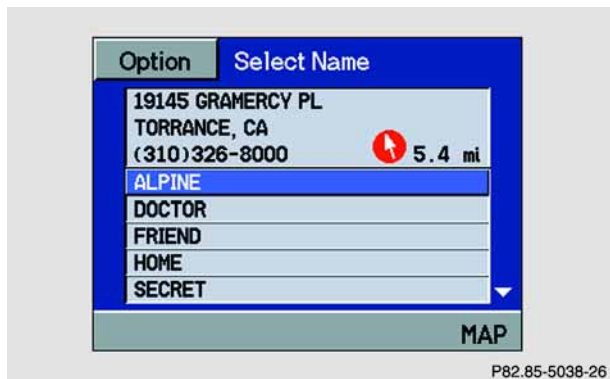 Option Select Name
19145 GRAMERCY PL
TORRANCE, CA
(310)326-8000 5.4 mi
ALPINE
DOCTOR
FRIEND
HOME
SECRET
MAP
P82.85-5038-26